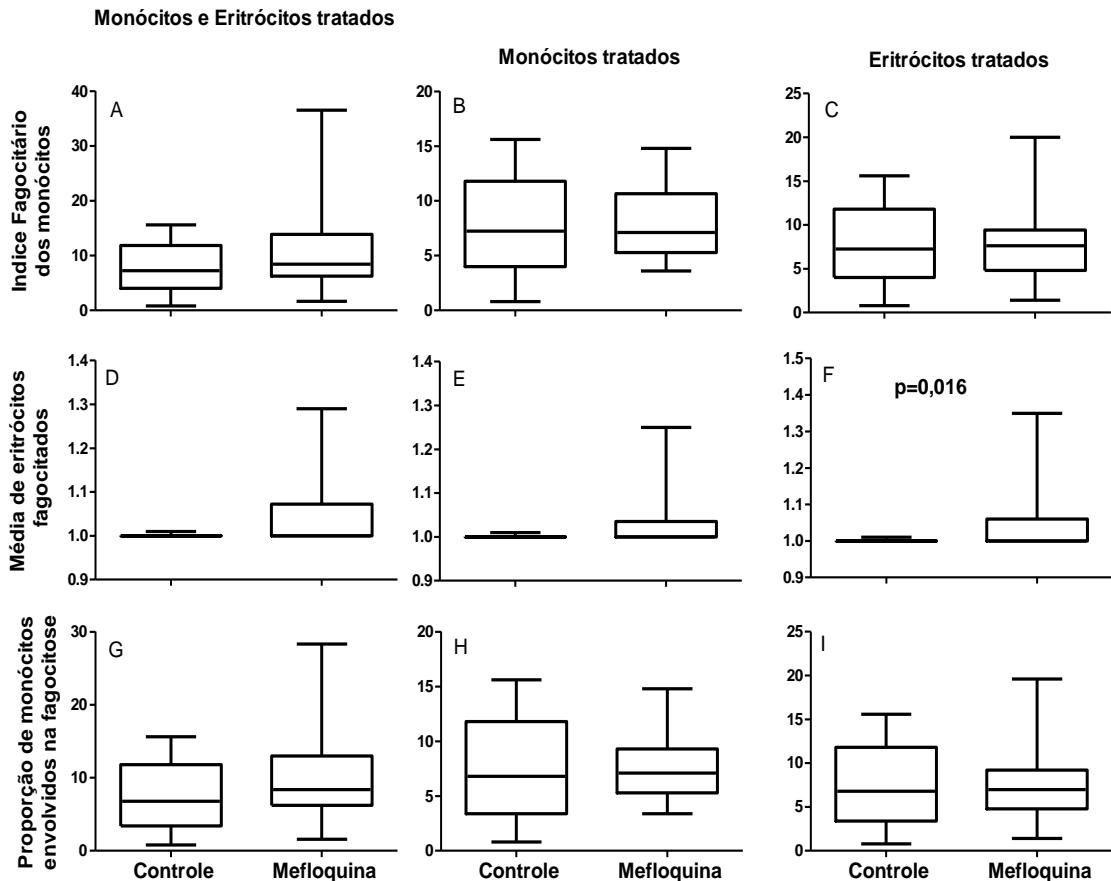 Monócitos e Eritrócitos tratados
Monócitos tratados
Eritrócitos tratados
Indice Fagocitário
dos monócitos
A
40
30
20
10
0
B
20
15
10
5
0
C
25
20
15
10
5
0
Média de eritrócitos
fagocitados
D
1.4
1.3
1.2
1.1
1.0
0.9
E
1.4
1.3
1.2
1.1
1.0
0.9
F
p=0,016
1.5
1.4
1.3
1.2
1.1
1.0
0.9
Proporção de monócitos
envolvidos na fagocitose
G
30
20
10
0
H
20
15
10
5
0
I
25
20
15
10
5
0
Controle
Mefloquina
Controle
Mefloquina
Controle
Mefloquina